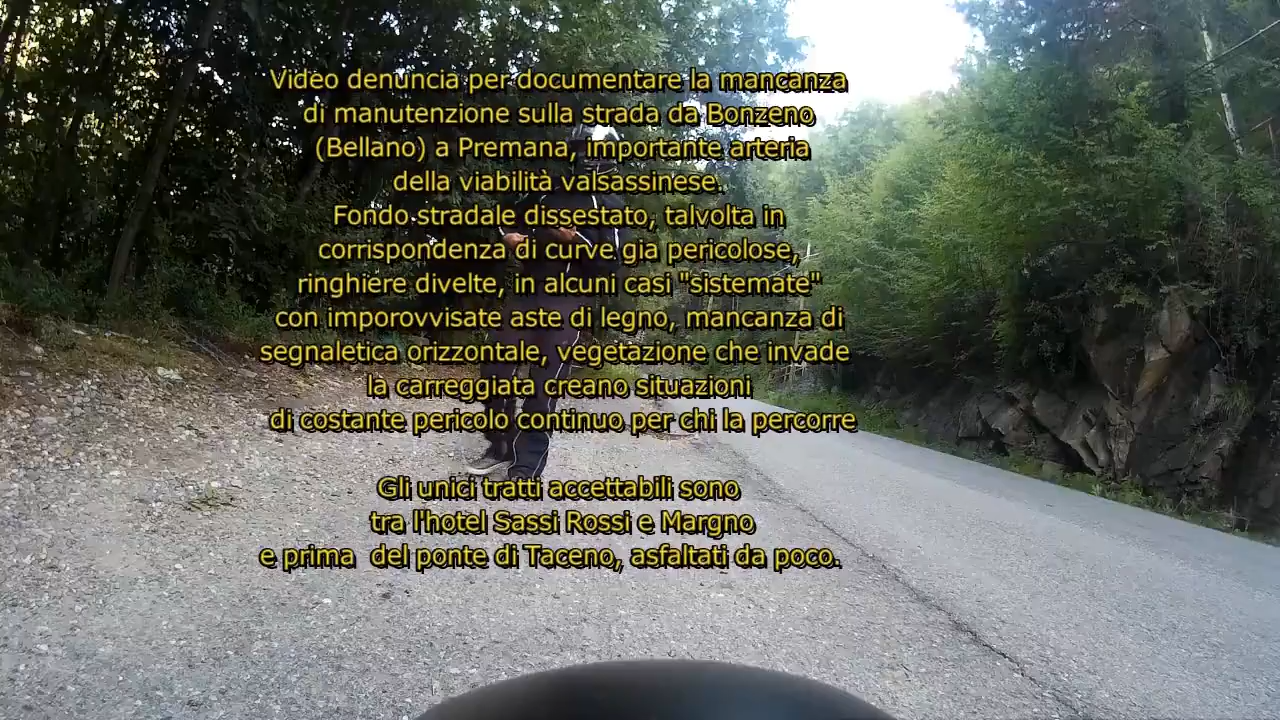 Video denuncia per documentare la mancanza
di manutenzione sulla strada da Bonzeno
(Bellano) a Premana, importante arteria
della viabilità valsassinese.
Fondo stradale dissestato, talvolta in
corrispondenza di curve gia pericolose,
ringhiere divelte, in alcuni casi "sistemate"
con imporovvisate aste di legno, mancanza di
segnaletica orizzontale, vegetazione che invade
la carreggiata creano situazioni
di costante pericolo continuo per chi la percorre
Gli unici tratti accettabili sono
tra l'hotel Sassi Rossi e Margno
e prima  del ponte di Taceno, asfaltati da poco.